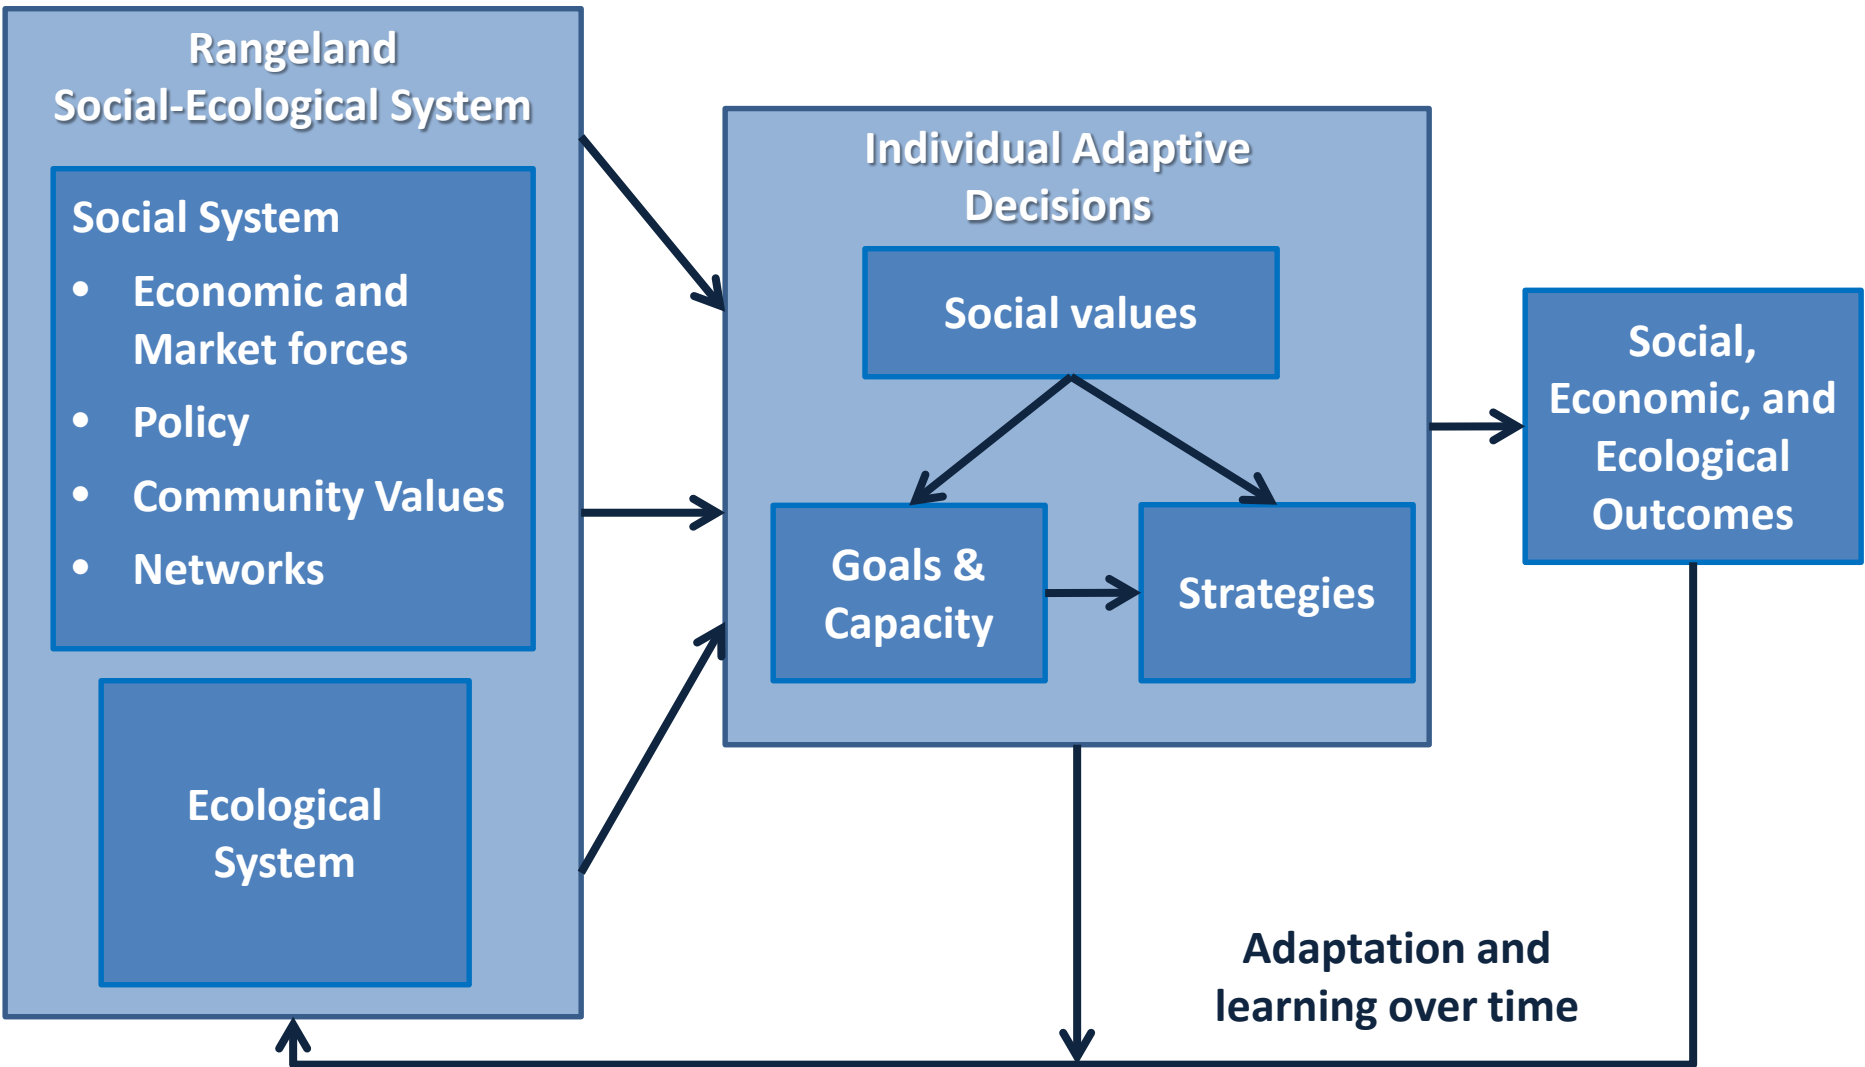 Rangeland
Social-Ecological System
Social System
• Economic and
Market forces
• Policy
• Community Values
• Networks
Ecological
System
Individual Adaptive
Decisions
Social values
Goals &
Capacity
Strategies
Social,
Economic, and
Ecological
Outcomes
Adaptation and
learning over time